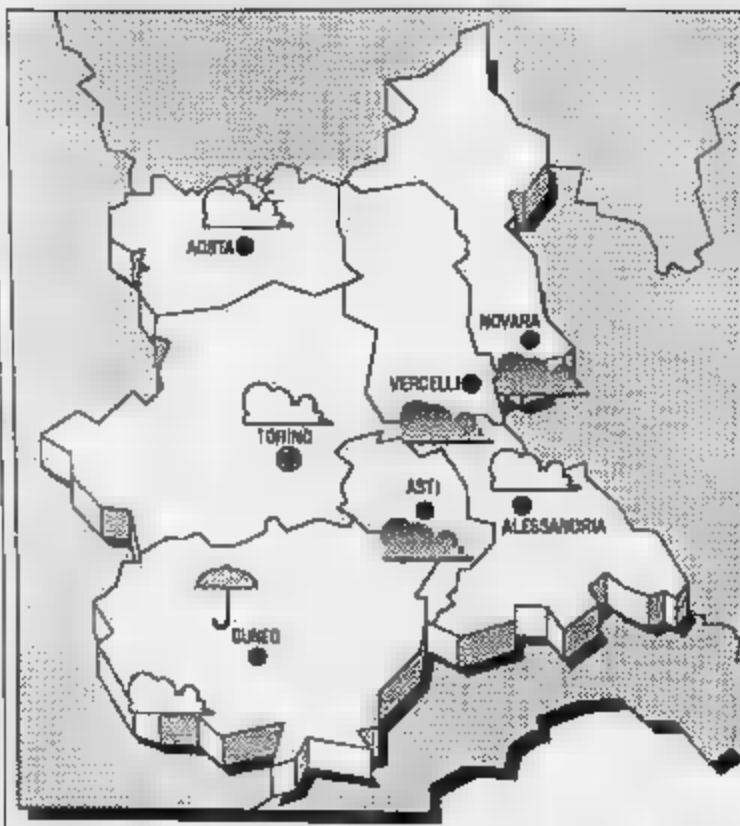 AOSTA
NOVARA
VERCELLI
TORINO
ASTI
ALESSANDRIA
CUNEO